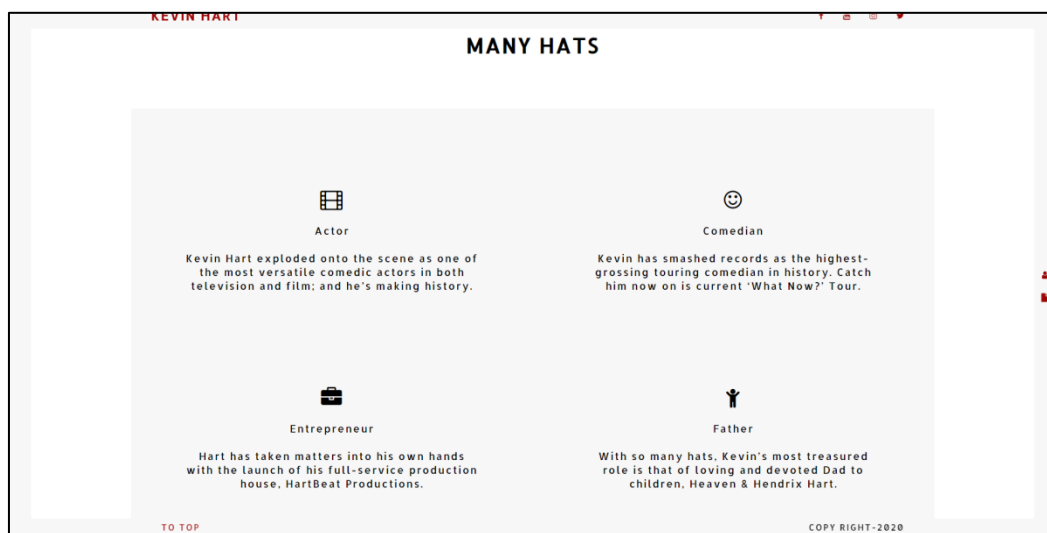 KEVIN HART
MANY HATS
Actor
Kevin Hart exploded onto the scene as one of
the most versatile comedic actors in both
television and film; and he's making history.
Comedian
Kevin has smashed records as the highest-
grossing touring comedian in history. Catch
him now on is current ‘What Now?’ Tour.
Entrepreneur
Hart has taken matters into his own hands
with the launch of his full-service production
house, HartBeat Productions.
Father
With so many hats, Kevin's most treasured
role is that of loving and devoted Dad to
children, Heaven & Hendrix Hart.
TO TOP
COPY RIGHT-2020